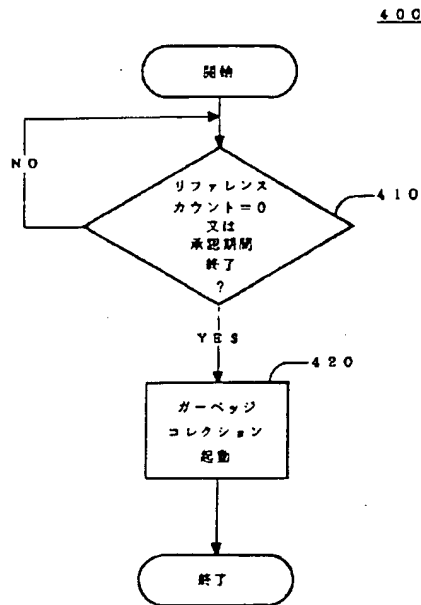 400
開始
NO
リファレンス
カウント=0
又は
承認期間
終了
?
410
YES
420
ガーベッジ
コレクション
起動
終了